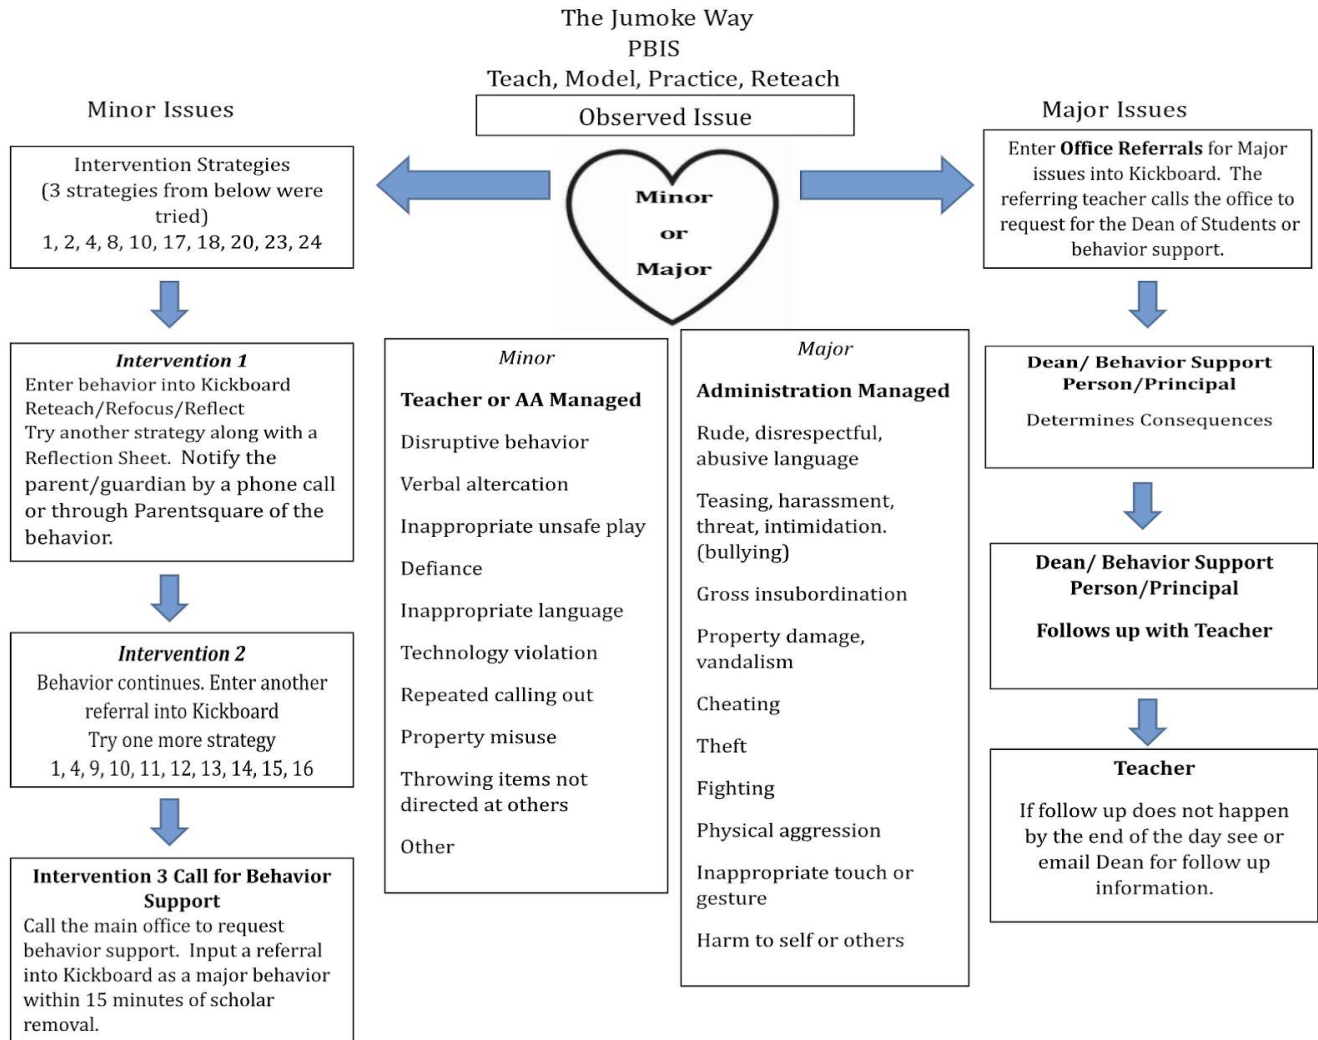 The Jumoke Way
PBIS
Teach, Model, Practice, Reteach
Observed Issue
Minor
or
Major
Minor Issues
Intervention Strategies
(3 strategies from below were
tried)
1, 2, 4, 8, 10, 17, 18, 20, 23, 24
Intervention 1
Enter behavior into Kickboard
Reteach/Refocus/Reflect
Try another strategy along with a
Reflection Sheet. Notify the
parent/guardian by a phone call
or through Parentsquare of the
behavior.
Intervention 2
Behavior continues. Enter another
referral into Kickboard
Try one more strategy
1, 4, 9, 10, 11, 12, 13, 14, 15, 16
Intervention 3 Call for Behavior
Support
Call the main office to request
behavior support. Input a referral
into Kickboard as a major behavior
within 15 minutes of scholar
removal.
Minor
Teacher or AA Managed
Disruptive behavior
Verbal altercation
Inappropriate unsafe play
Defiance
Inappropriate language
Technology violation
Repeated calling out
Property misuse
Throwing items not
directed at others
Other
Major
Administration Managed
Rude, disrespectful,
abusive language
Teasing, harassment,
threat, intimidation.
(bullying)
Gross insubordination
Property damage,
vandalism
Cheating
Theft
Fighting
Physical aggression
Inappropriate touch or
gesture
Harm to self or others
Major Issues
Enter Office Referrals for Major
issues into Kickboard. The
referring teacher calls the office to
request for the Dean of Students or
behavior support.
Dean/ Behavior Support
Person/Principal
Determines Consequences
Dean/ Behavior Support
Person/Principal
Follows up with Teacher
Teacher
If follow up does not happen
by the end of the day see or
email Dean for follow up
information.